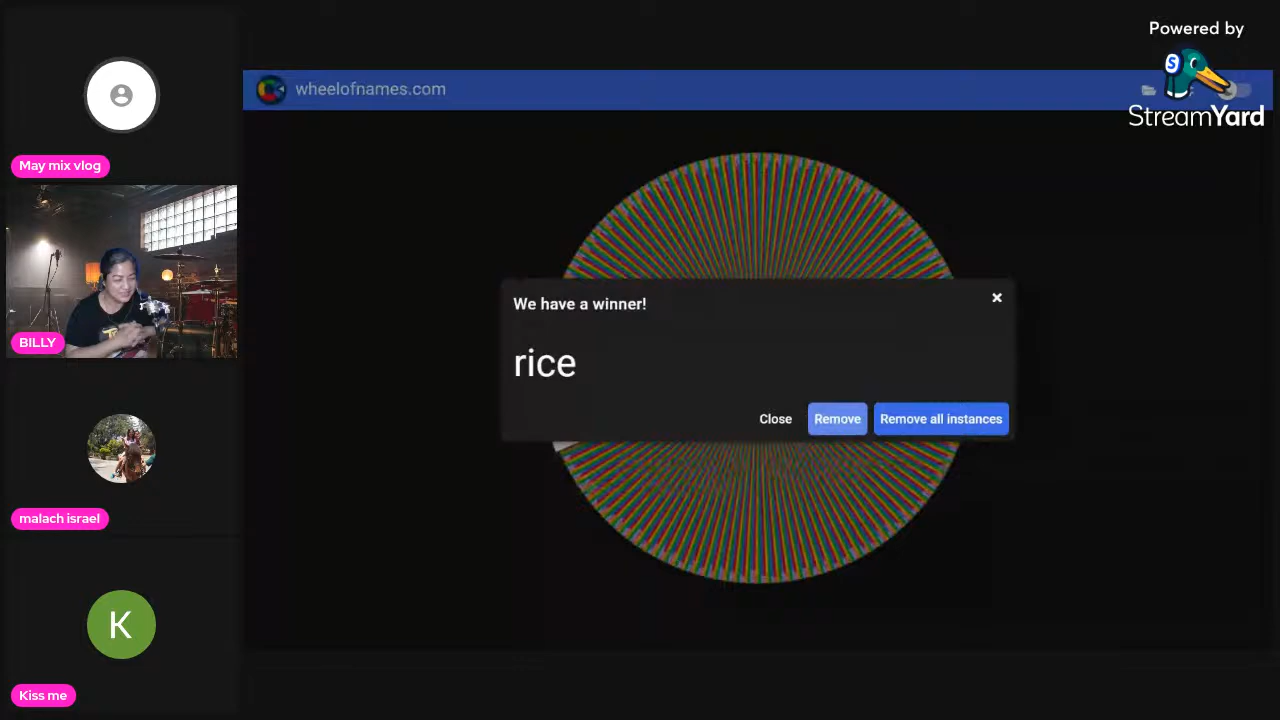 Powered by
StreamYard
wheelofnames.com
May mix vlog
We have a winner!
rice
BILLY
Close Remove Remove all instances
malach israel
K
Kiss me